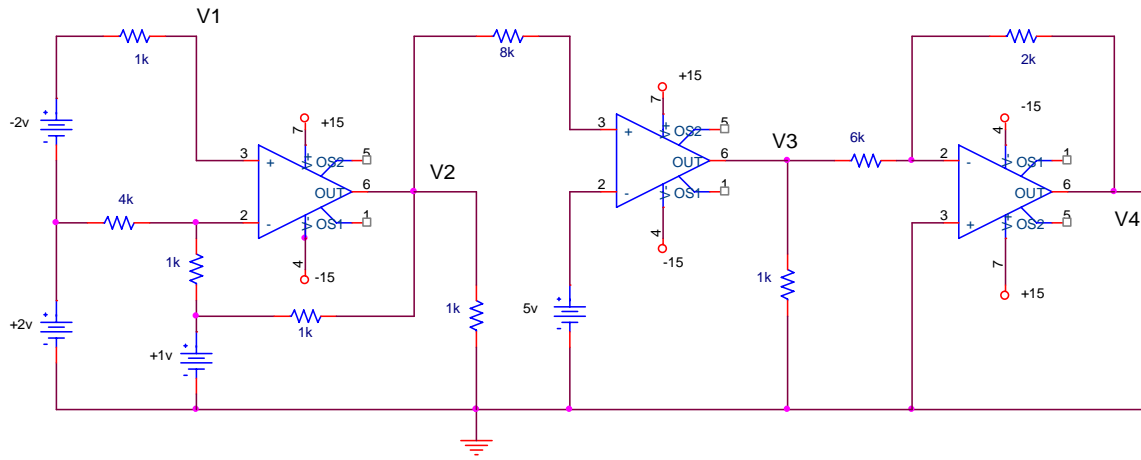 V1
1k
-2v
+
-
4k
1k
+2v
+
-
+1v
+
-
1k
3
+
2
-
7
+15
V+
OS2
5
OUT
6
OS1
1
V-
4
-15
V2
1k
8k
5v
+
-
3
+
2
-
7
+15
V+
OS2
5
OUT
6
OS1
1
V-
4
-15
V3
1k
6k
2k
2
-
3
+
4
-15
V-
OS1
1
OUT
6
OS2
5
V+
7
+15
V4